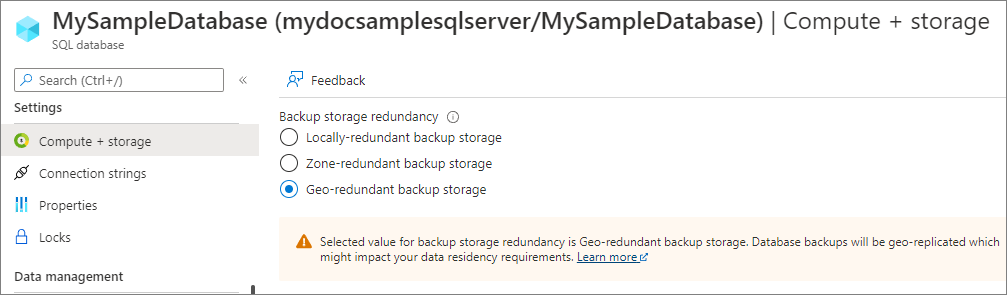 MySampleDatabase (mydocsamplesqlserver/MySampleDatabase) | Compute + storage
SQL database
Search (Ctrl+/)
«
Feedback
Settings
Compute + storage
Connection strings
Properties
Locks
Data management
Backup storage redundancy
Locally-redundant backup storage
Zone-redundant backup storage
Geo-redundant backup storage
Selected value for backup storage redundancy is Geo-redundant backup storage. Database backups will be geo-replicated which
might impact your data residency requirements. Learn more